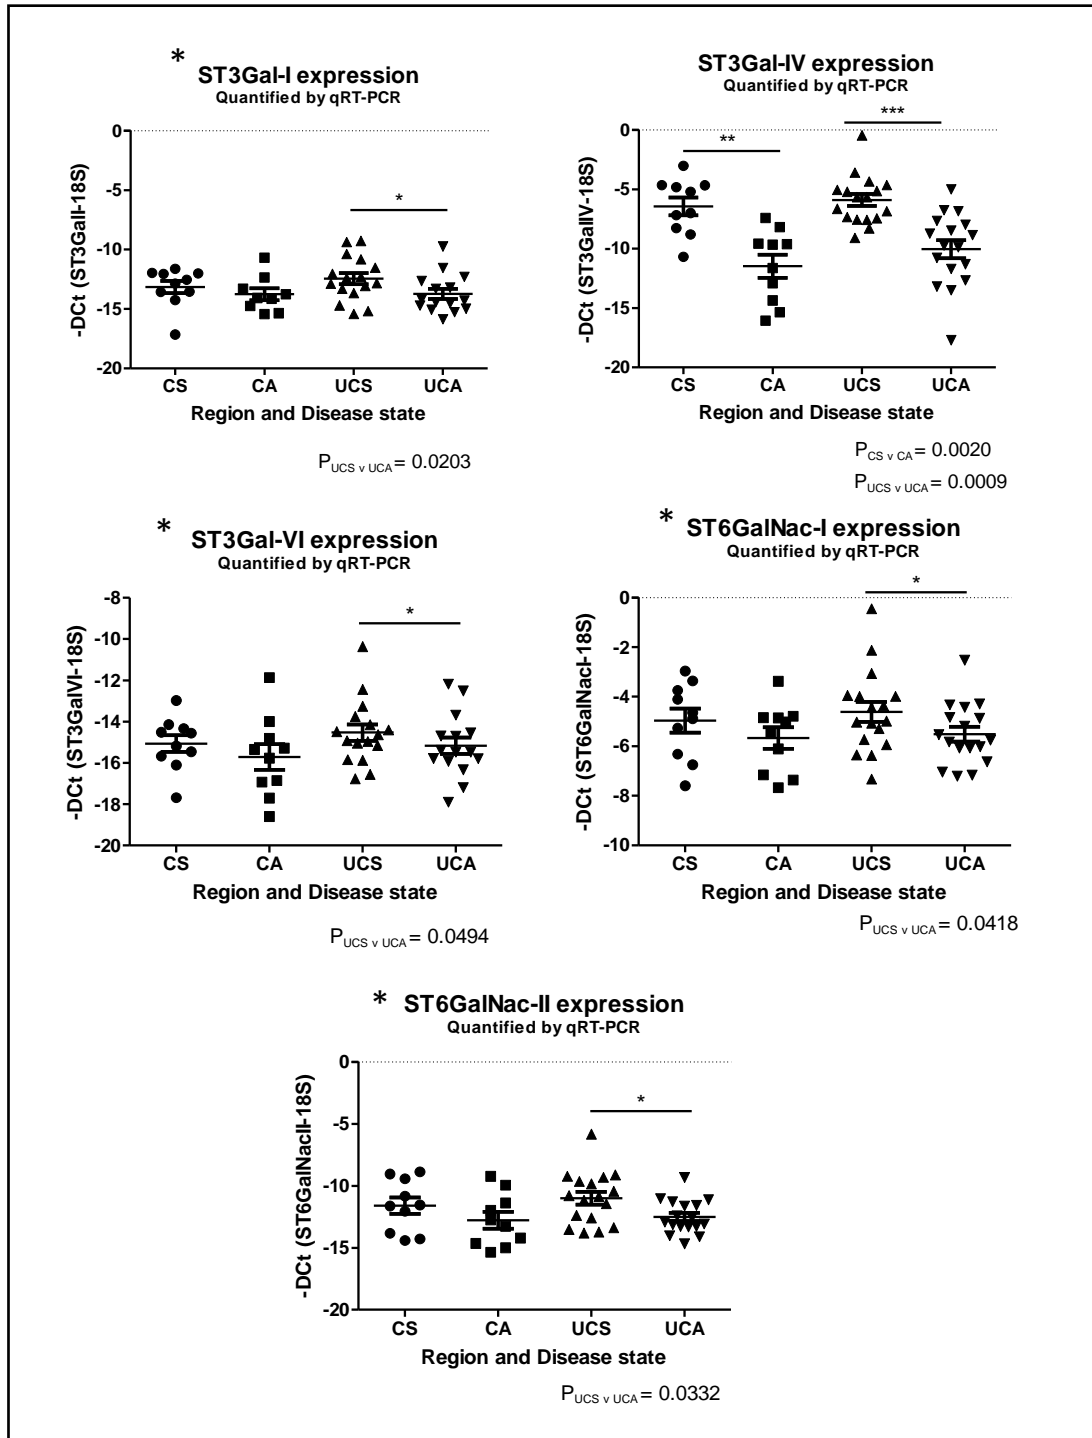 * ST3Gal-I expression
Quantified by qRT-PCR
-DCt (ST3GalI-18S)
0
-5
-10
-15
-20
*
CS CA UCS UCA
Region and Disease state
P UCS v UCA = 0.0203
ST3Gal-IV expression
Quantified by qRT-PCR
-DCt (ST3GalIV-18S)
0
-5
-10
-15
-20
**
***
CS CA UCS UCA
Region and Disease state
P CS v CA = 0.0020
P UCS v UCA = 0.0009
* ST3Gal-VI expression
Quantified by qRT-PCR
-DCt (ST3GalVI-18S)
-8
-10
-12
-14
-16
-18
-20
*
CS CA UCS UCA
Region and Disease state
P UCS v UCA = 0.0494
* ST6GalNac-I expression
Quantified by qRT-PCR
-DCt (ST6GalNacI-18S)
0
-2
-4
-6
-8
-10
*
CS CA UCS UCA
Region and Disease state
P UCS v UCA = 0.0418
* ST6GalNac-II expression
Quantified by qRT-PCR
-DCt (ST6GalNacII-18S)
0
-5
-10
-15
-20
*
CS CA UCS UCA
Region and Disease state
P UCS v UCA = 0.0332